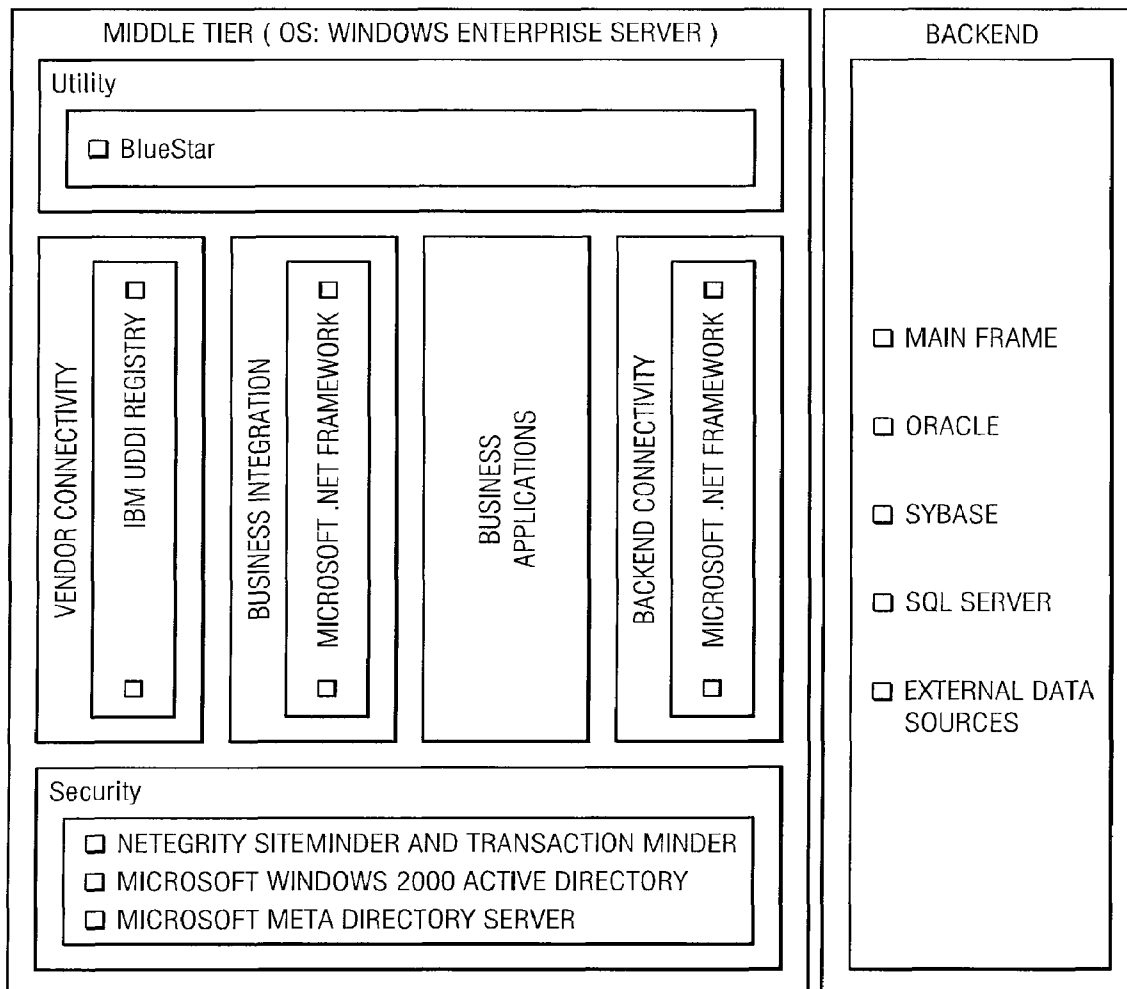 MIDDLE TIER ( OS: WINDOWS ENTERPRISE SERVER )
Utility
BlueStar
VENDOR CONNECTIVITY
IBM UDDI REGISTRY
BUSINESS INTEGRATION
MICROSOFT .NET FRAMEWORK
BUSINESS
APPLICATIONS
BACKEND CONNECTIVITY
MICROSOFT .NET FRAMEWORK
Security
NETEGRITY SITEMINDER AND TRANSACTION MINDER
MICROSOFT WINDOWS 2000 ACTIVE DIRECTORY
MICROSOFT META DIRECTORY SERVER
BACKEND
MAIN FRAME
ORACLE
SYBASE
SQL SERVER
EXTERNAL DATA
SOURCES